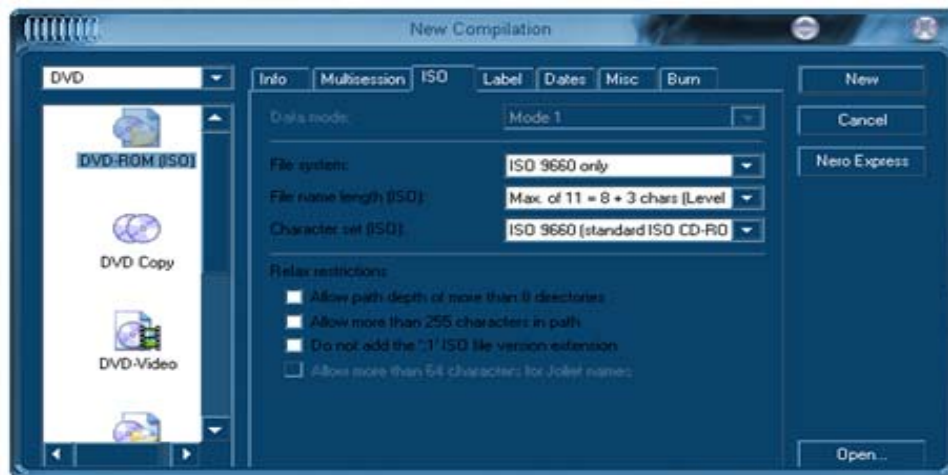 New Compilation
DVD
Info Multisession ISO Label Dates Misc Burn
New
Cancel
Nero Express
DVD-ROM (ISO)
DVD Copy
DVD-Video
Data mode: Mode 1
File system: ISO 9660 only
File name length (ISO): Max. of 11 = 8 + 3 chars (Level
Character set (ISO): ISO 9660 (standard ISO CD-RO
Relax restrictions
Allow path depth of more than 8 directories
Allow more than 255 characters in path
Do not add the ';1' ISO file version extension
Allow more than 64 characters for Joliet names
Open...